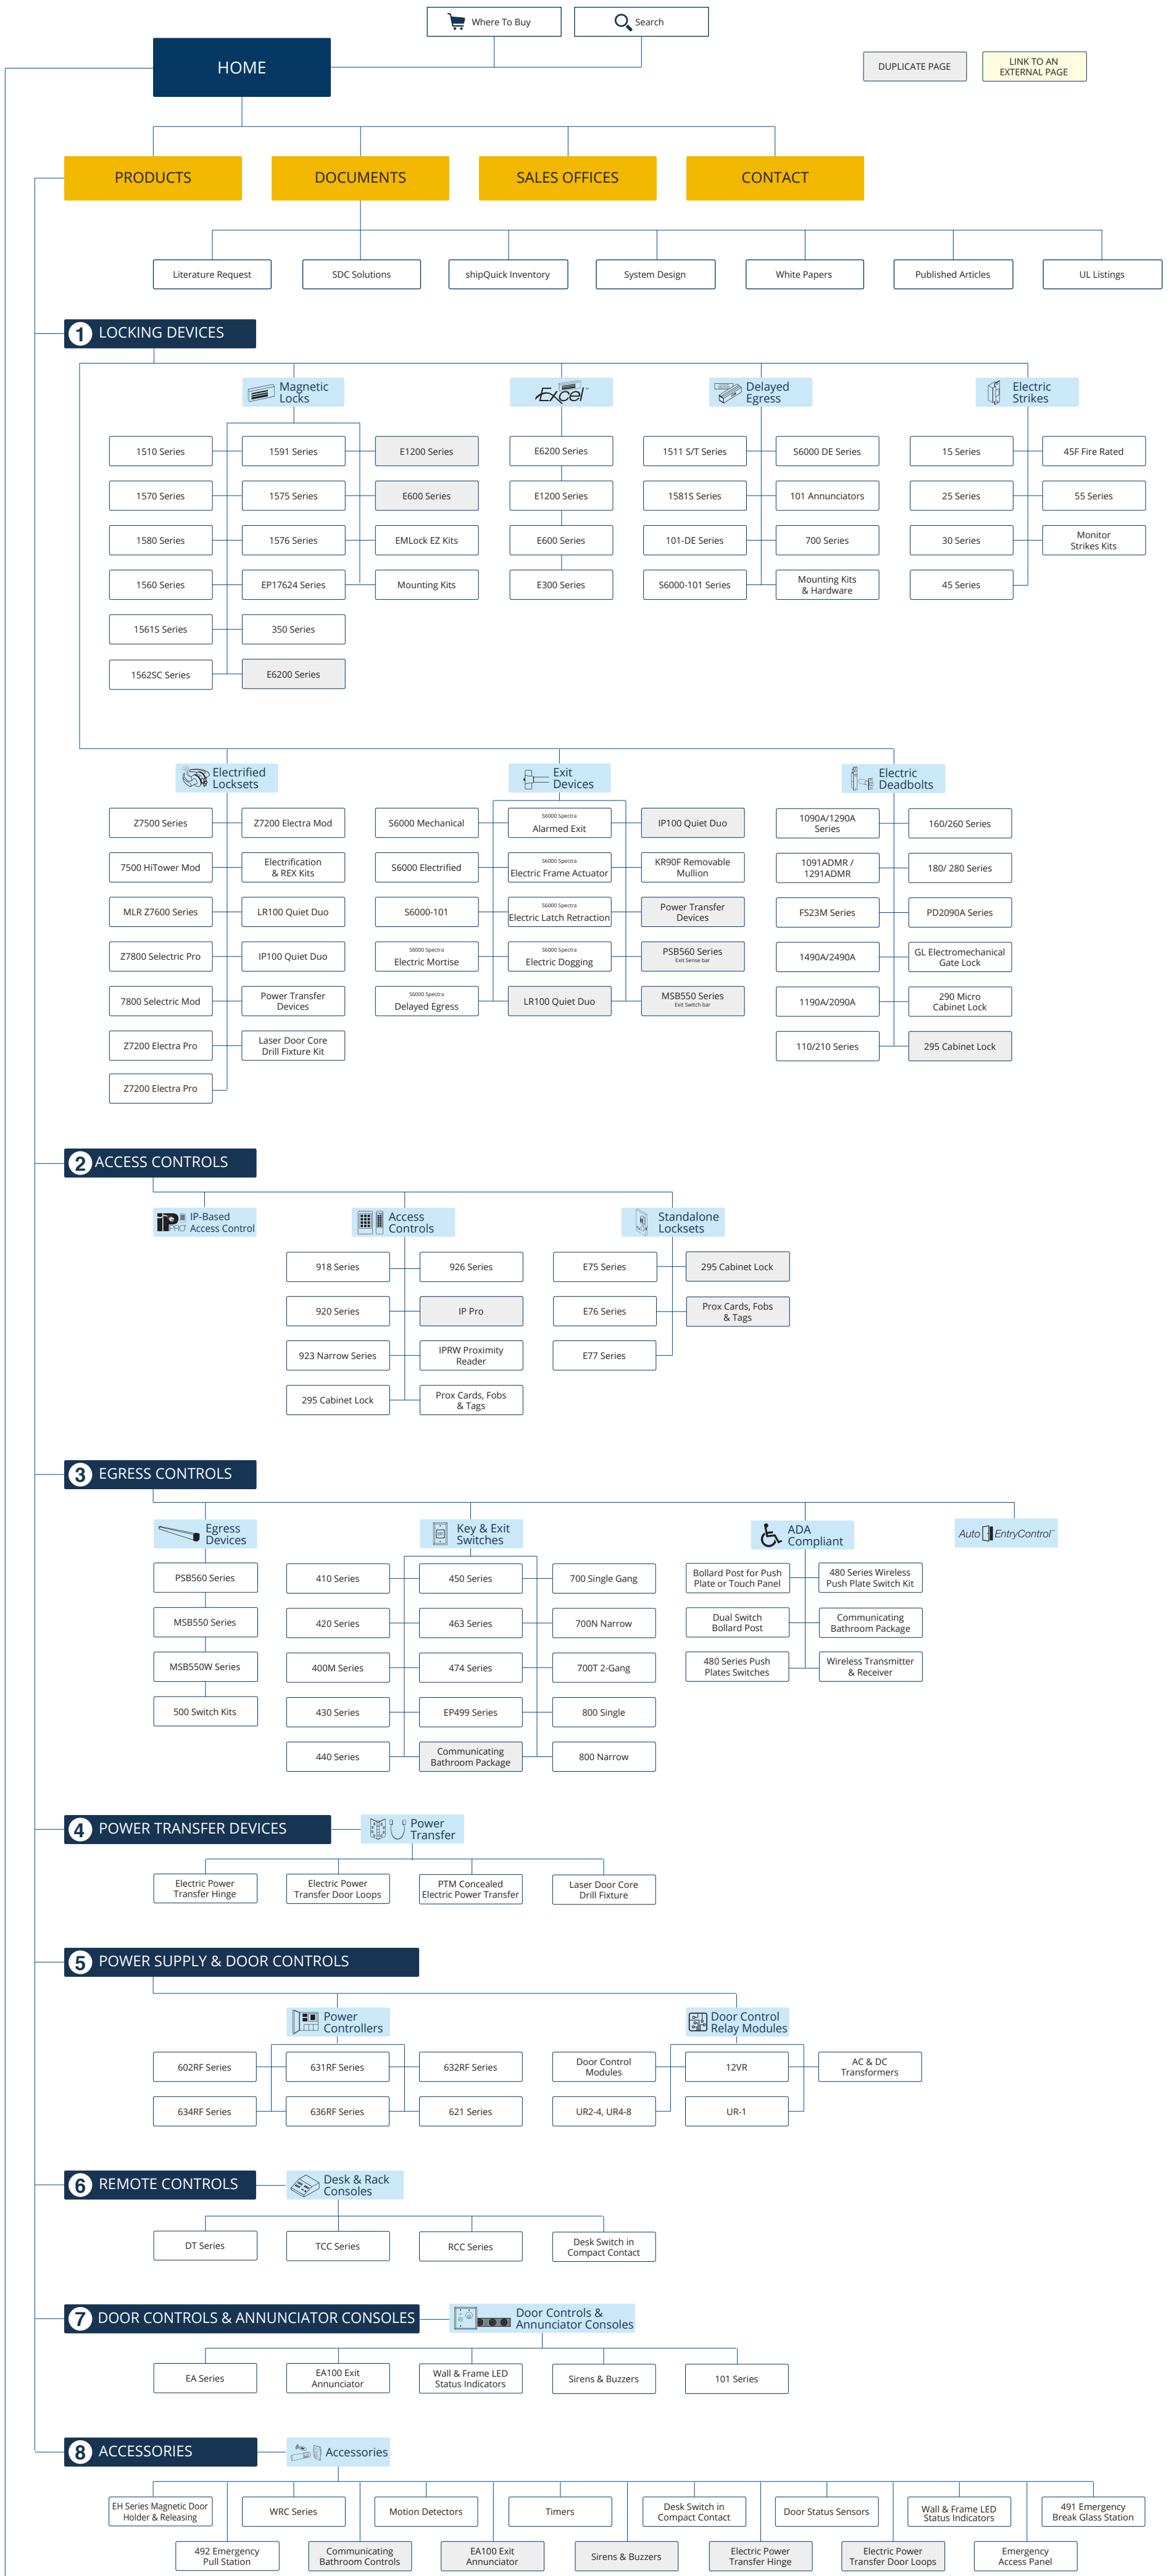 Where To Buy
Search
HOME
DUPLICATE PAGE
LINK TO AN
EXTERNAL PAGE
PRODUCTS
DOCUMENTS
SALES OFFICES
CONTACT
Literature Request
SDC Solutions
shipQuick Inventory
System Design
White Papers
Published Articles
UL Listings
1 LOCKING DEVICES
Magnetic
Locks
1510 Series
1591 Series
E1200 Series
1570 Series
1575 Series
E600 Series
1580 Series
1576 Series
EMLock EZ Kits
1560 Series
EP17624 Series
Mounting Kits
1561S Series
350 Series
1562SC Series
E6200 Series
Excel
E6200 Series
E1200 Series
E600 Series
E300 Series
Delayed
Egress
1511 S/T Series
S6000 DE Series
1581S Series
101 Annunciators
101-DE Series
700 Series
S6000-101 Series
Mounting Kits
& Hardware
Electric
Strikes
15 Series
45F Fire Rated
25 Series
55 Series
30 Series
Monitor
Strikes Kits
45 Series
Electrified
Locksets
Z7500 Series
Z7200 Electra Mod
7500 HiTower Mod
Electrification
& REX Kits
MLR Z7600 Series
LR100 Quiet Duo
Z7800 Selectric Pro
IP100 Quiet Duo
7800 Selectric Mod
Power Transfer
Devices
Z7200 Electra Pro
Laser Door Core
Drill Fixture Kit
Z7200 Electra Pro
Exit
Devices
S6000 Mechanical
S6000 Spectra
Alarmed Exit
IP100 Quiet Duo
S6000 Electrified
S6000 Spectra
Electric Frame Actuator
KR90F Removable
Mullion
S6000-101
S6000 Spectra
Electric Latch Retraction
Power Transfer
Devices
S6000 Spectra
Electric Mortise
S6000 Spectra
Electric Dogging
PSB560 Series
Exit Sense bar
S6000 Spectra
Delayed Egress
LR100 Quiet Duo
MSB550 Series
Exit Switch bar
Electric
Deadbolts
1090A/1290A
Series
160/260 Series
1091ADMR /
1291ADMR
180/ 280 Series
FS23M Series
PD2090A Series
1490A/2490A
GL Electromechanical
Gate Lock
1190A/2090A
290 Micro
Cabinet Lock
110/210 Series
295 Cabinet Lock
2 ACCESS CONTROLS
iP PRO
IP-Based
Access Control
Access
Controls
918 Series
926 Series
920 Series
IP Pro
923 Narrow Series
IPRW Proximity
Reader
295 Cabinet Lock
Prox Cards, Fobs
& Tags
Standalone
Locksets
E75 Series
295 Cabinet Lock
E76 Series
Prox Cards, Fobs
& Tags
E77 Series
3 EGRESS CONTROLS
Egress
Devices
PSB560 Series
MSB550 Series
MSB550W Series
500 Switch Kits
Key & Exit
Switches
410 Series
450 Series
700 Single Gang
420 Series
463 Series
700N Narrow
400M Series
474 Series
700T 2-Gang
430 Series
EP499 Series
800 Single
440 Series
Communicating
Bathroom Package
800 Narrow
ADA
Compliant
Bollard Post for Push
Plate or Touch Panel
480 Series Wireless
Push Plate Switch Kit
Dual Switch
Bollard Post
Communicating
Bathroom Package
480 Series Push
Plates Switches
Wireless Transmitter
& Receiver
Auto EntryControl™
4 POWER TRANSFER DEVICES
Power
Transfer
Electric Power
Transfer Hinge
Electric Power
Transfer Door Loops
PTM Concealed
Electric Power Transfer
Laser Door Core
Drill Fixture
5 POWER SUPPLY & DOOR CONTROLS
Power
Controllers
602RF Series
631RF Series
632RF Series
634RF Series
636RF Series
621 Series
Door Control
Relay Modules
Door Control
Modules
12VR
AC & DC
Transformers
UR2-4, UR4-8
UR-1
6 REMOTE CONTROLS
Desk & Rack
Consoles
DT Series
TCC Series
RCC Series
Desk Switch in
Compact Contact
7 DOOR CONTROLS & ANNUNCIATOR CONSOLES
Door Controls &
Annunciator Consoles
EA Series
EA100 Exit
Annunciator
Wall & Frame LED
Status Indicators
Sirens & Buzzers
101 Series
8 ACCESSORIES
Accessories
EH Series Magnetic Door
Holder & Releasing
WRC Series
Motion Detectors
Timers
Desk Switch in
Compact Contact
Door Status Sensors
Wall & Frame LED
Status Indicators
491 Emergency
Break Glass Station
492 Emergency
Pull Station
Communicating
Bathroom Controls
EA100 Exit
Annunciator
Sirens & Buzzers
Electric Power
Transfer Hinge
Electric Power
Transfer Door Loops
Emergency
Access Panel